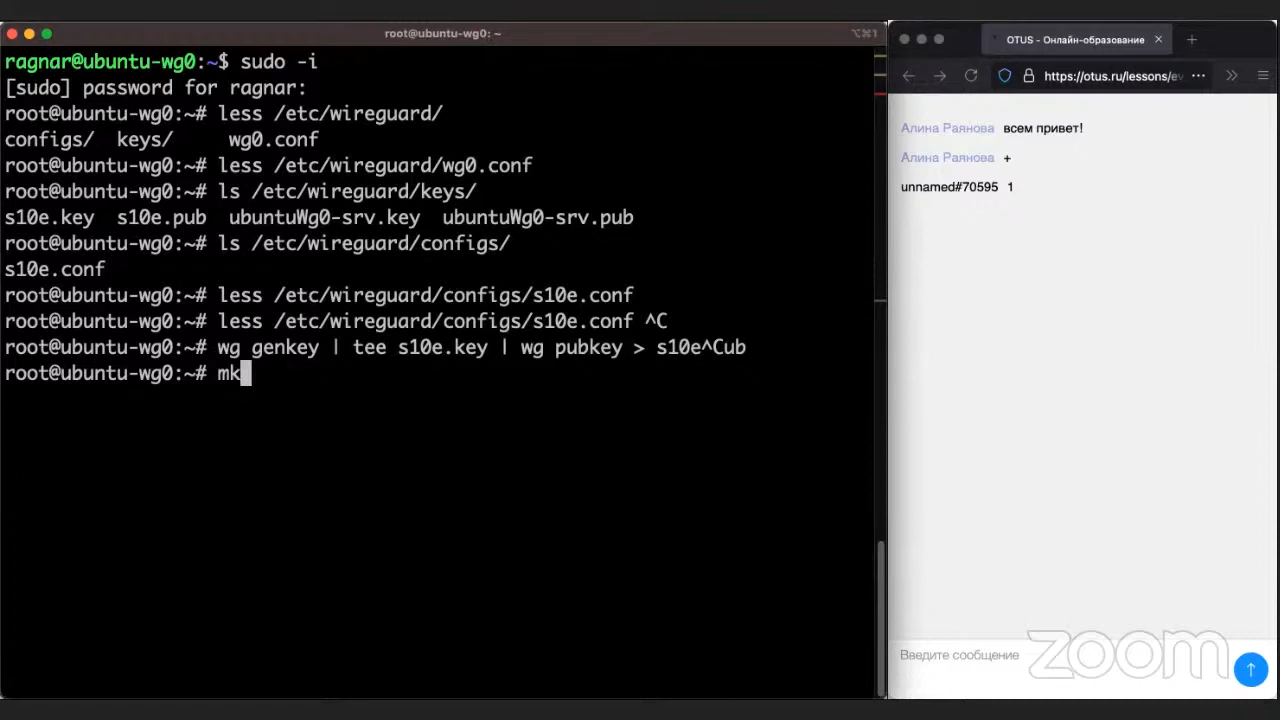 root@ubuntu-wg0: ~
⌥⌘1
ragnar@ubuntu-wg0:~$ sudo -i
[sudo] password for ragnar:
root@ubuntu-wg0:~# less /etc/wireguard/
configs/ keys/ wg0.conf
root@ubuntu-wg0:~# less /etc/wireguard/wg0.conf
root@ubuntu-wg0:~# ls /etc/wireguard/keys/
s10e.key s10e.pub ubuntuWg0-srv.key ubuntuWg0-srv.pub
root@ubuntu-wg0:~# ls /etc/wireguard/configs/
s10e.conf
root@ubuntu-wg0:~# less /etc/wireguard/configs/s10e.conf
root@ubuntu-wg0:~# less /etc/wireguard/configs/s10e.conf ^C
root@ubuntu-wg0:~# wg genkey | tee s10e.key | wg pubkey > s10e^Cub
root@ubuntu-wg0:~# mk
OTUS - Онлайн-образование
https://otus.ru/lessons/ev
Алина Раянова всем привет!
Алина Раянова +
unnamed#70595 1
Введите сообщение
zoom